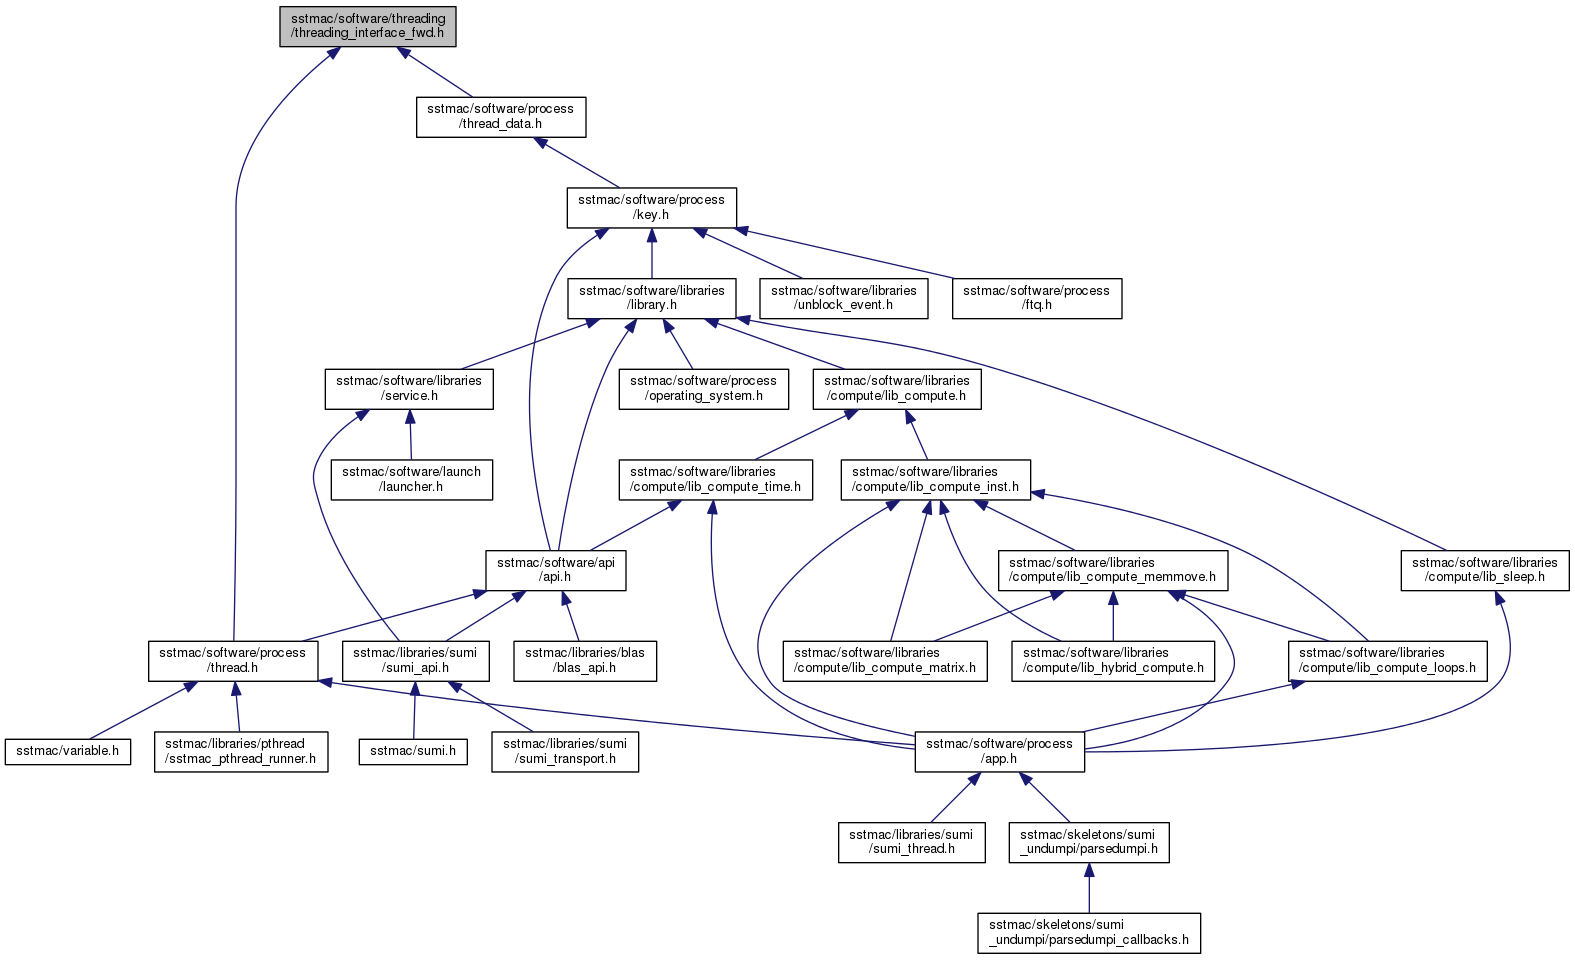 sstmac/software/threading
/threading_interface_fwd.h
sstmac/software/process
/thread_data.h
sstmac/software/process
/key.h
sstmac/software/libraries
/library.h
sstmac/software/libraries
/unblock_event.h
sstmac/software/process
/ftq.h
sstmac/software/libraries
/service.h
sstmac/software/process
/operating_system.h
sstmac/software/libraries
/compute/lib_compute.h
sstmac/software/launch
/launcher.h
sstmac/software/libraries
/compute/lib_compute_time.h
sstmac/software/libraries
/compute/lib_compute_inst.h
sstmac/software/api
/api.h
sstmac/software/libraries
/compute/lib_compute_memmove.h
sstmac/software/libraries
/compute/lib_sleep.h
sstmac/software/process
/thread.h
sstmac/libraries/sumi
/sumi_api.h
sstmac/libraries/blas
/blas_api.h
sstmac/software/libraries
/compute/lib_compute_matrix.h
sstmac/software/libraries
/compute/lib_hybrid_compute.h
sstmac/software/libraries
/compute/lib_compute_loops.h
sstmac/variable.h
sstmac/libraries/pthread
/sstmac_pthread_runner.h
sstmac/sumi.h
sstmac/libraries/sumi
/sumi_transport.h
sstmac/software/process
/app.h
sstmac/libraries/sumi
/sumi_thread.h
sstmac/skeletons/sumi
_undumpi/parsedumpi.h
sstmac/skeletons/sumi
_undumpi/parsedumpi_callbacks.h